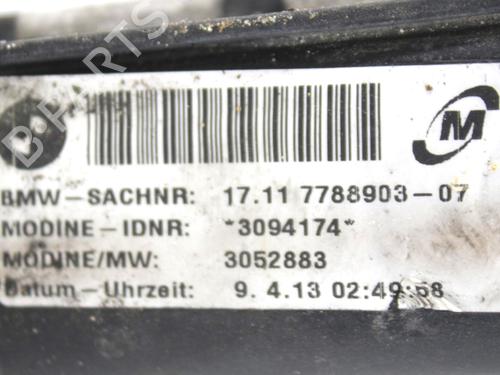 B-PARTS
M
BMW-SACHNR: 17.11 7788903-07
MODINE-IDNR: *3094174*
MODINE/MW: 3052883
Datum-Uhrzeit: 9. 4.13 02:49:58